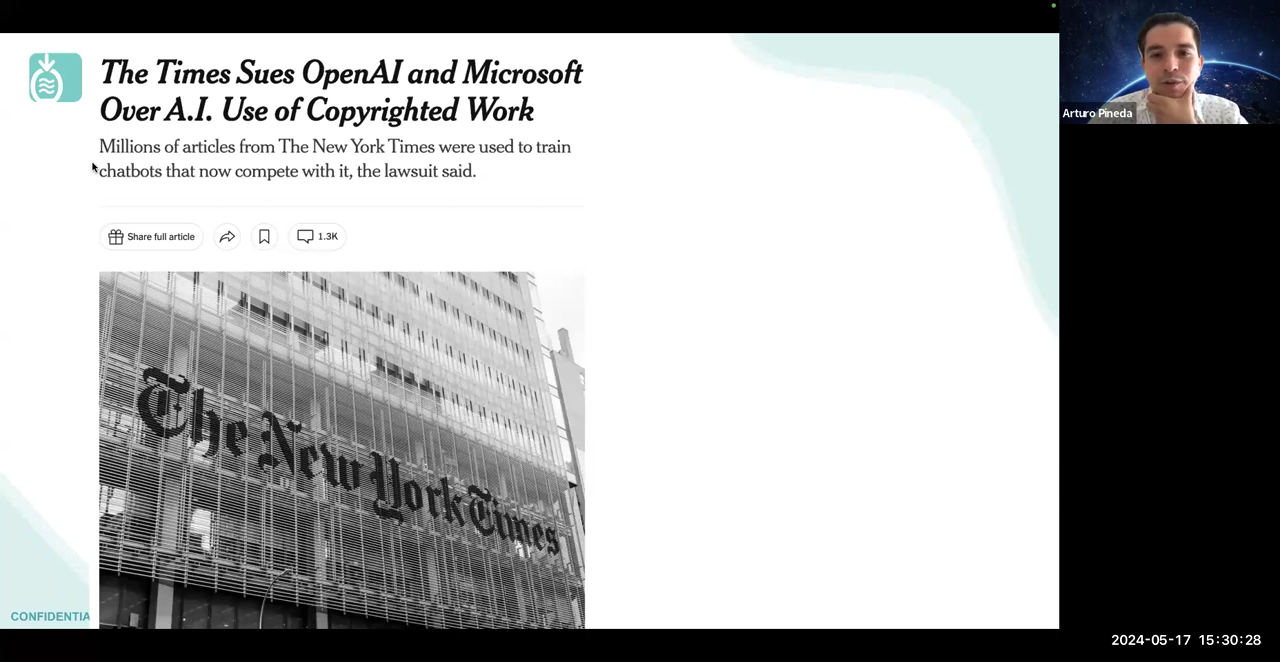 The Times Sues OpenAI and Microsoft
Over A.I. Use of Copyrighted Work
Millions of articles from The New York Times were used to train
chatbots that now compete with it, the lawsuit said.
Share full article
1.3K
The New York Times
CONFIDENTIA
Arturo Pineda
2024-05-17 15:30:28